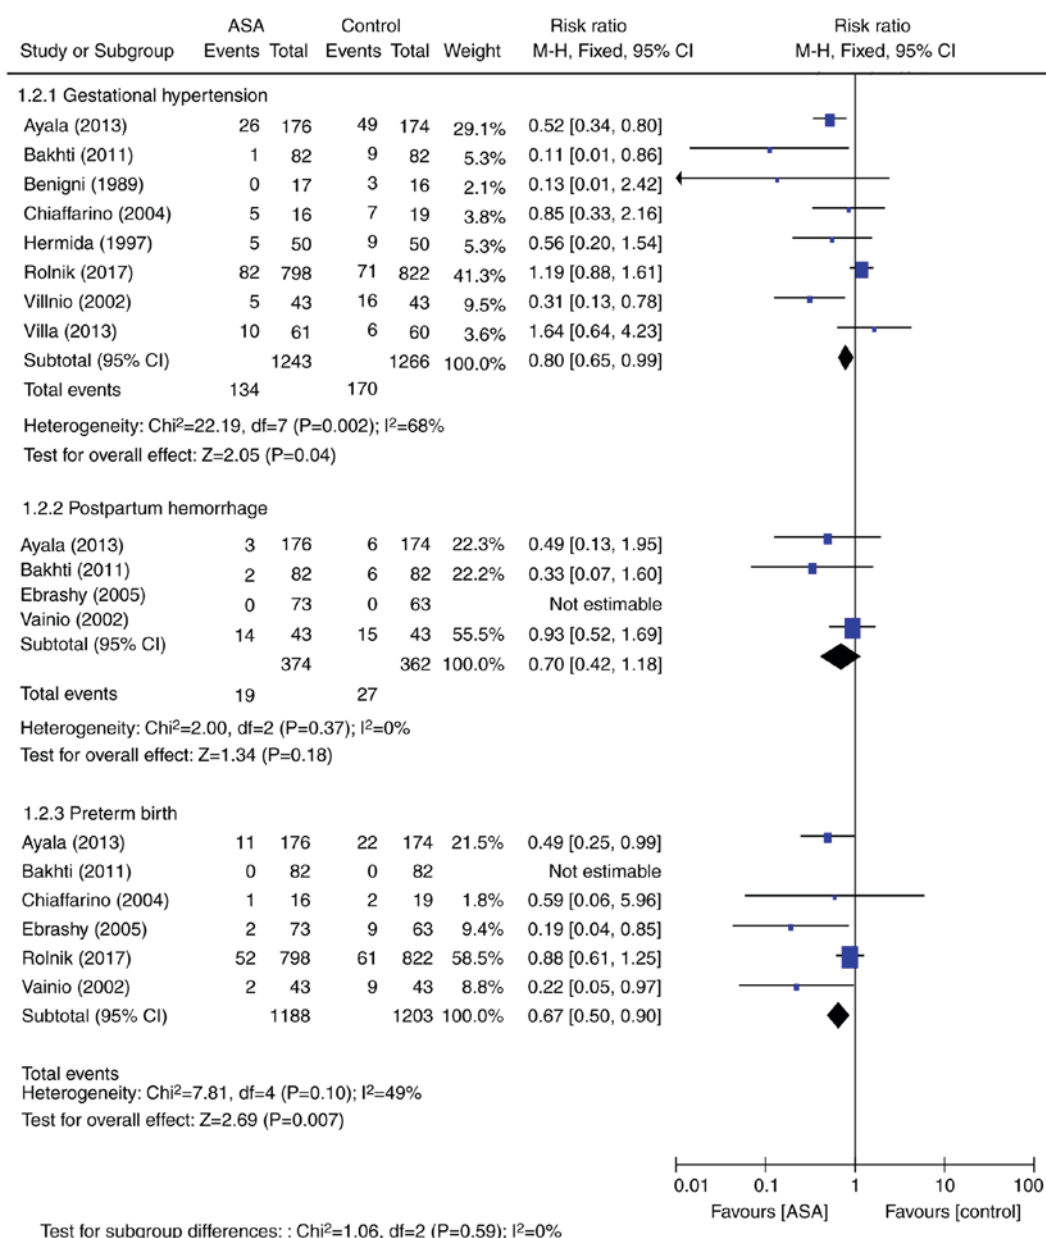 ASA Control Risk ratio Risk ratio
Study or Subgroup Events Total Events Total Weight M-H, Fixed, 95% CI M-H, Fixed, 95% CI
1.2.1 Gestational hypertension
Ayala (2013) 26 176 49 174 29.1% 0.52 [0.34, 0.80]
Bakhti (2011) 1 82 9 82 5.3% 0.11 [0.01, 0.86]
Benigni (1989) 0 17 3 16 2.1% 0.13 [0.01, 2.42]
Chiaffarino (2004) 5 16 7 19 3.8% 0.85 [0.33, 2.16]
Hermida (1997) 5 50 9 50 5.3% 0.56 [0.20, 1.54]
Rolnik (2017) 82 798 71 822 41.3% 1.19 [0.88, 1.61]
Villnio (2002) 5 43 16 43 9.5% 0.31 [0.13, 0.78]
Villa (2013) 10 61 6 60 3.6% 1.64 [0.64, 4.23]
Subtotal (95% CI) 1243 1266 100.0% 0.80 [0.65, 0.99]
Total events 134 170
Heterogeneity: Chi²=22.19, df=7 (P=0.002); I²=68%
Test for overall effect: Z=2.05 (P=0.04)
1.2.2 Postpartum hemorrhage
Ayala (2013) 3 176 6 174 22.3% 0.49 [0.13, 1.95]
Bakhti (2011) 2 82 6 82 22.2% 0.33 [0.07, 1.60]
Ebrashy (2005) 0 73 0 63 Not estimable
Vainio (2002) 14 43 15 43 55.5% 0.93 [0.52, 1.69]
Subtotal (95% CI) 374 362 100.0% 0.70 [0.42, 1.18]
Total events 19 27
Heterogeneity: Chi²=2.00, df=2 (P=0.37); I²=0%
Test for overall effect: Z=1.34 (P=0.18)
1.2.3 Preterm birth
Ayala (2013) 11 176 22 174 21.5% 0.49 [0.25, 0.99]
Bakhti (2011) 0 82 0 82 Not estimable
Chiaffarino (2004) 1 16 2 19 1.8% 0.59 [0.06, 5.96]
Ebrashy (2005) 2 73 9 63 9.4% 0.19 [0.04, 0.85]
Rolnik (2017) 52 798 61 822 58.5% 0.88 [0.61, 1.25]
Vainio (2002) 2 43 9 43 8.8% 0.22 [0.05, 0.97]
Subtotal (95% CI) 1188 1203 100.0% 0.67 [0.50, 0.90]
Total events
Heterogeneity: Chi²=7.81, df=4 (P=0.10); I²=49%
Test for overall effect: Z=2.69 (P=0.007)
0.01 0.1 1 10 100
Favours [ASA] Favours [control]
Test for subgroup differences: : Chi²=1.06, df=2 (P=0.59); I²=0%